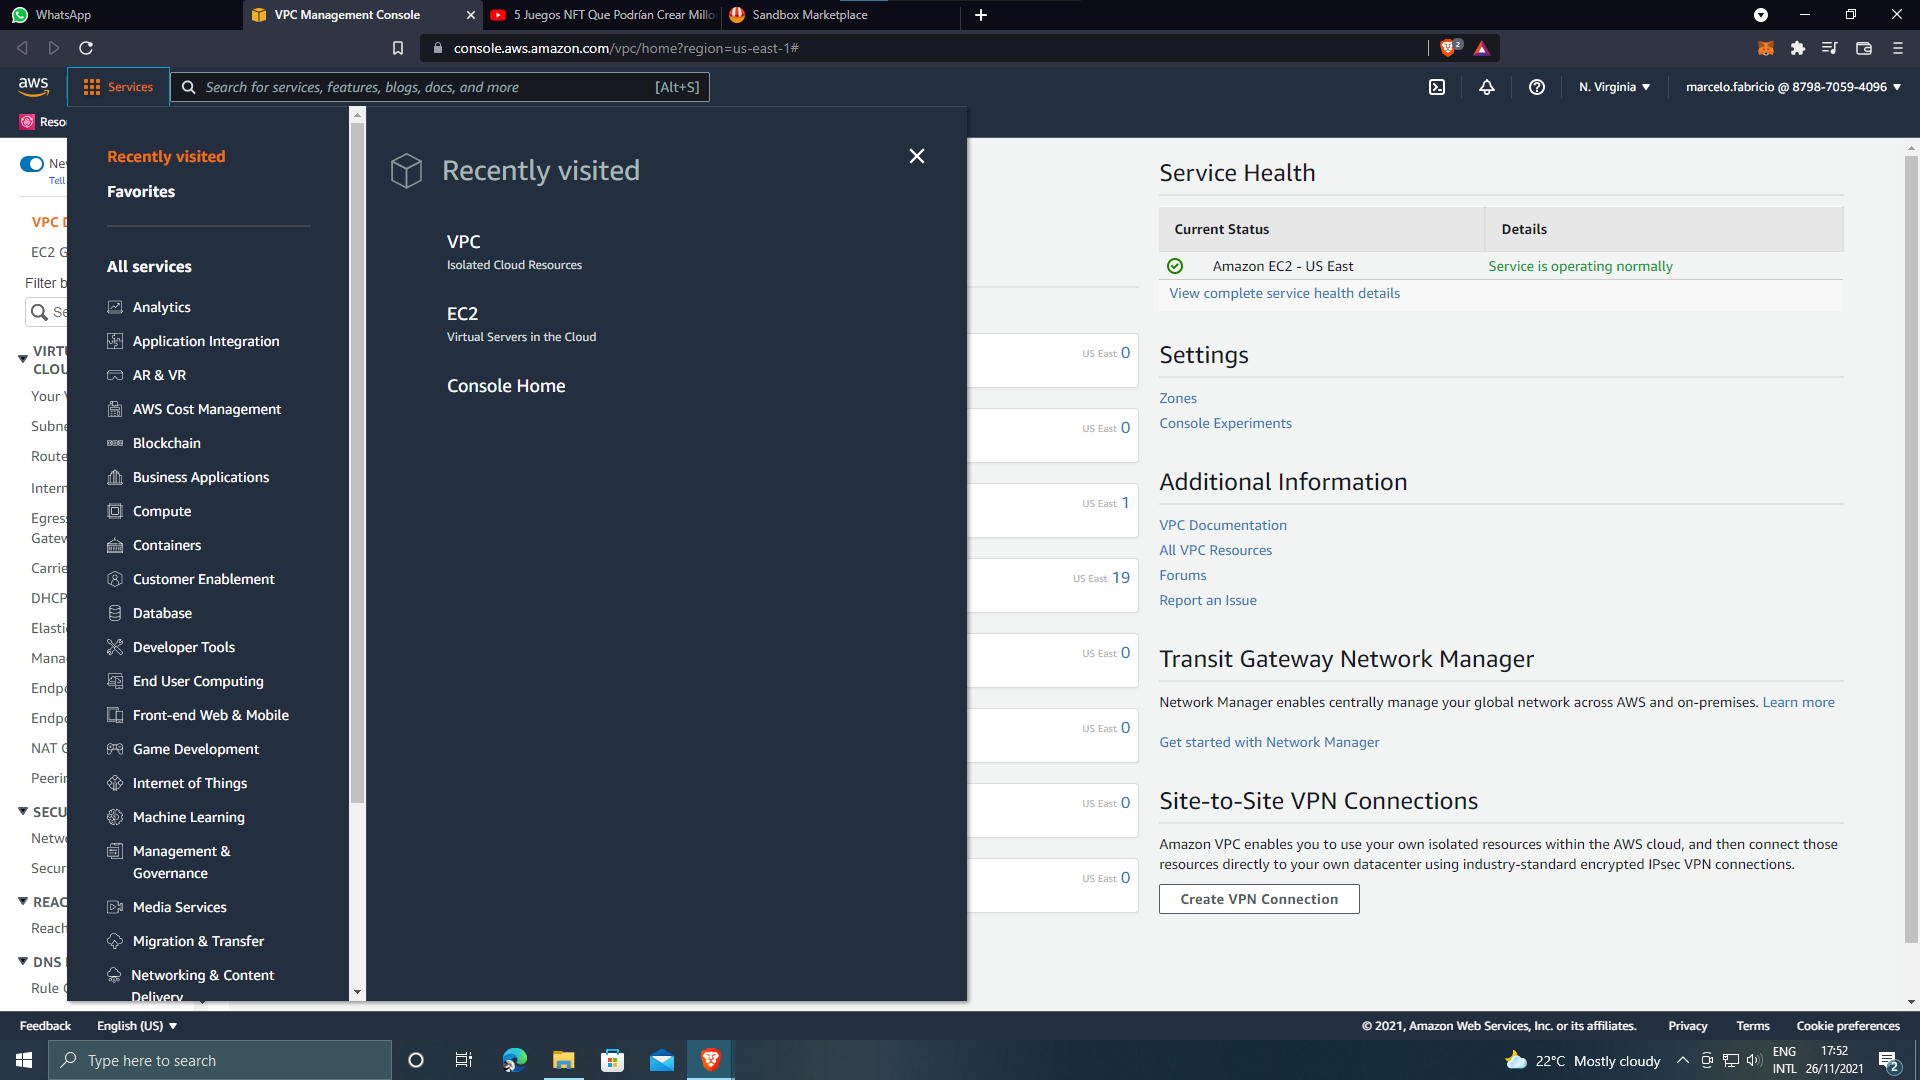 WhatsApp
VPC Management Console
5 Juegos NFT Que Podrían Crear Millo
Sandbox Marketplace
console.aws.amazon.com/vpc/home?region=us-east-1#
2
aws
Services
Search for services, features, blogs, docs, and more
[Alt+S]
N. Virginia
marcelo.fabricio @ 8798-7059-4096
Reso
Recently visited
Favorites
All services
Analytics
Application Integration
AR & VR
AWS Cost Management
Blockchain
Business Applications
Compute
Containers
Customer Enablement
Database
Developer Tools
End User Computing
Front-end Web & Mobile
Game Development
Internet of Things
Machine Learning
Management &
Governance
Media Services
Migration & Transfer
Networking & Content
Delivery
Recently visited
VPC
Isolated Cloud Resources
EC2
Virtual Servers in the Cloud
Console Home
Ne
Tell
VPC D
EC2 G
Filter b
Se
VIRTU
CLOU
Your V
Subne
Route
Intern
Egress
Gatew
Carrie
DHCP
Elasti
Mana
Endpo
Endpo
NAT G
Peerin
SECU
Netwo
Secur
REAC
Reach
DNS
Rule G
US East 0
US East 0
US East 1
US East 19
US East 0
US East 0
US East 0
US East 0
Service Health
Current Status
Details
Amazon EC2 - US East
Service is operating normally
View complete service health details
Settings
Zones
Console Experiments
Additional Information
VPC Documentation
All VPC Resources
Forums
Report an Issue
Transit Gateway Network Manager
Network Manager enables centrally manage your global network across AWS and on-premises. Learn more
Get started with Network Manager
Site-to-Site VPN Connections
Amazon VPC enables you to use your own isolated resources within the AWS cloud, and then connect those
resources directly to your own datacenter using industry-standard encrypted IPsec VPN connections.
Create VPN Connection
Feedback
English (US)
© 2021, Amazon Web Services, Inc. or its affiliates.
Privacy
Terms
Cookie preferences
Type here to search
22°C Mostly cloudy
ENG
INTL
17:52
26/11/2021
2